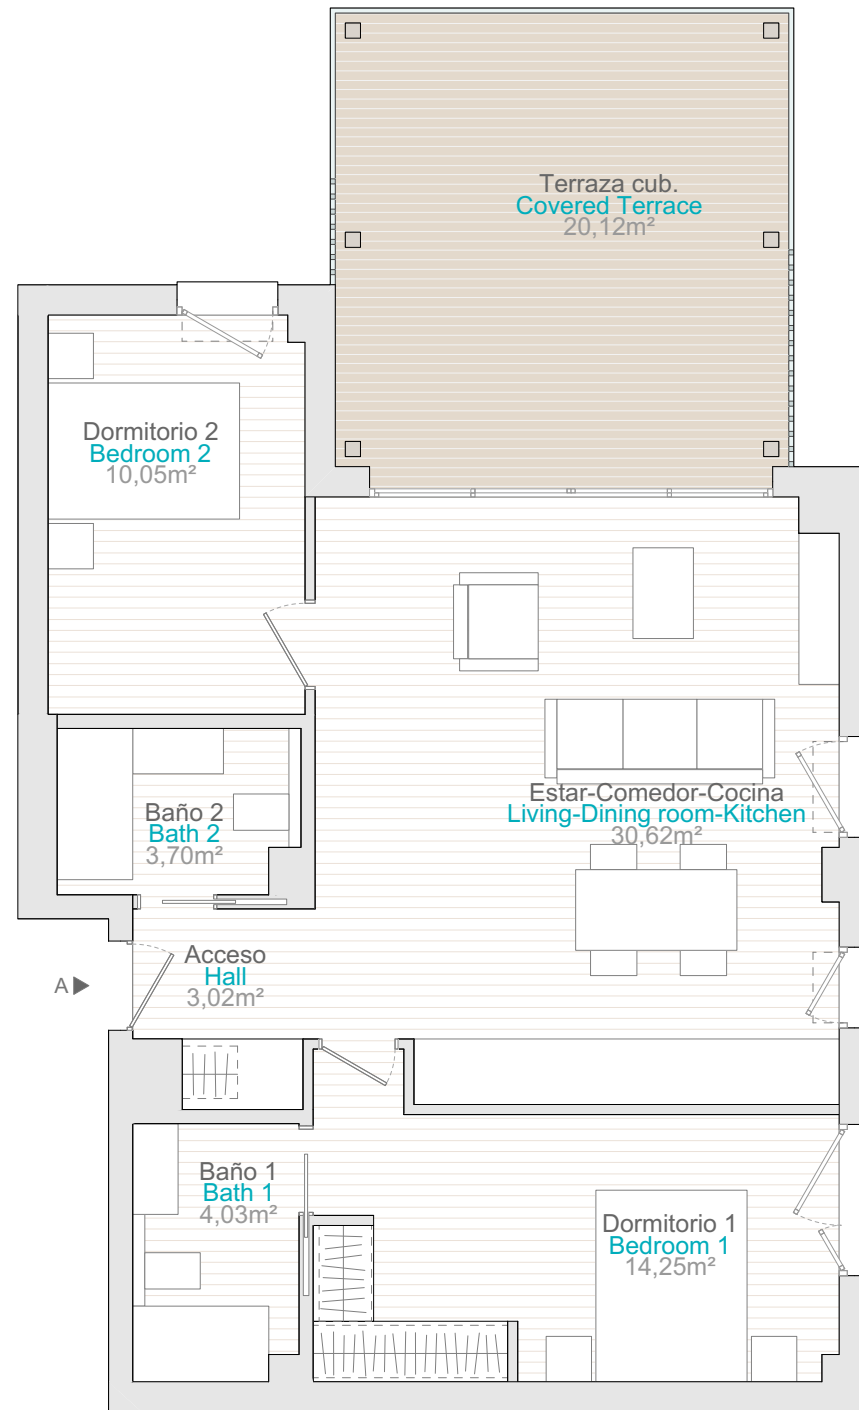 Terraza cub.
Covered Terrace
20,12m²
Dormitorio 2
Bedroom 2
10,05m²
Estar-Comedor-Cocina
Living-Dining room-Kitchen
30,62m²
Baño 2
Bath 2
3,70m²
Acceso
Hall
3,02m²
A
Baño 1
Bath 1
4,03m²
Dormitorio 1
Bedroom 1
14,25m²